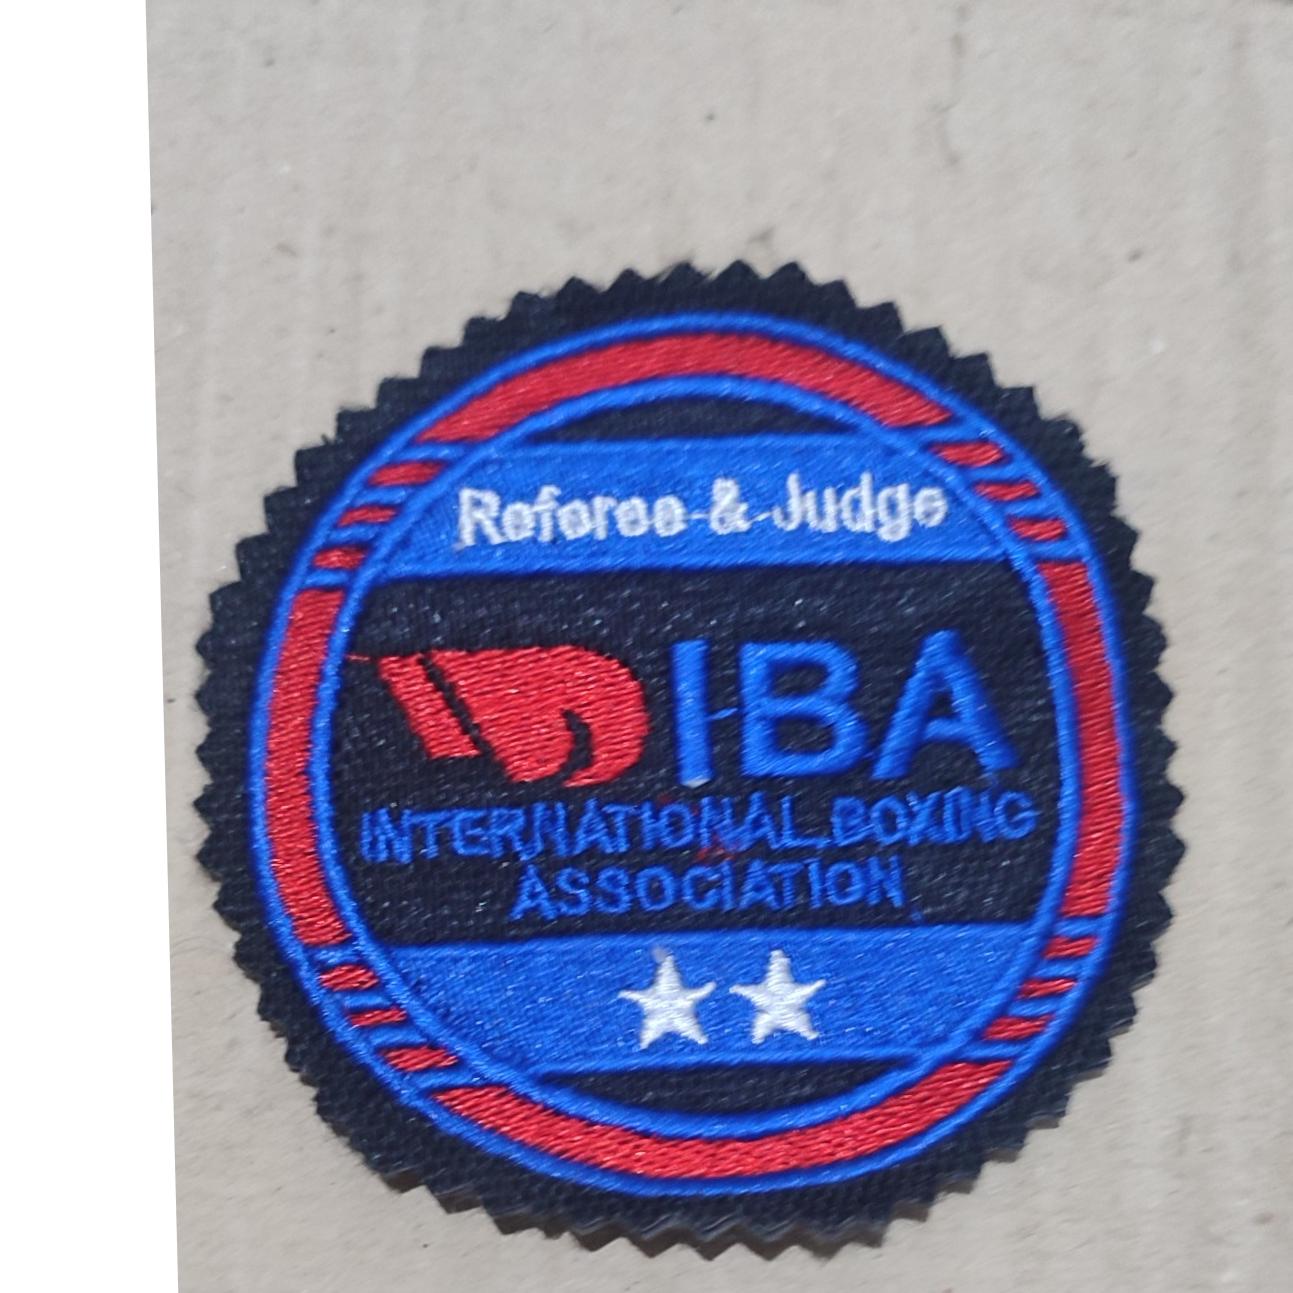 Referee & Judge
IBA
INTERNATIONAL BOXING
ASSOCIATION